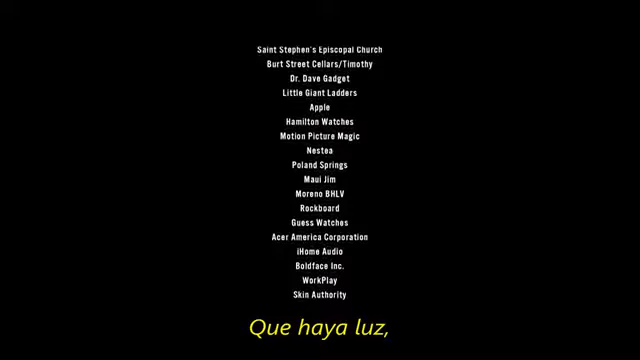 Saint Stephen's Episcopal Church
Burt Street Cellars/Timothy
Dr. Dave Gadget
Little Giant Ladders
Apple
Hamilton Watches
Motion Picture Magic
Nestea
Poland Springs
Maui Jim
Moreno BHLV
Rockboard
Guess Watches
Acer America Corporation
iHome Audio
Boldface Inc.
WorkPlay
Skin Authority
Que haya luz,